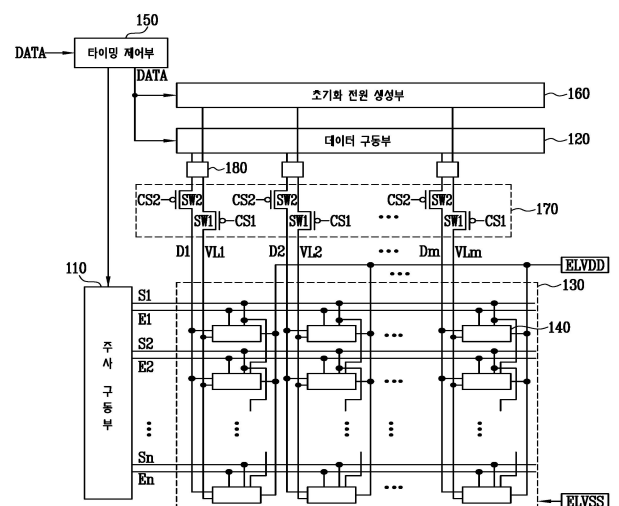 150
DATA
타이밍 제어부
DATA
초기화 전원 생성부
160
데이터 구동부
120
180
CS2 SW2 CS2 SW2 CS2 SW2
SW1 CS1 SW1 CS1 SW1 CS1
170
D1 VL1 D2 VL2 Dm VLm
ELVDD
110
130
S1
E1
140
S2
E2
주사 구동부
Sn
En
ELVSS